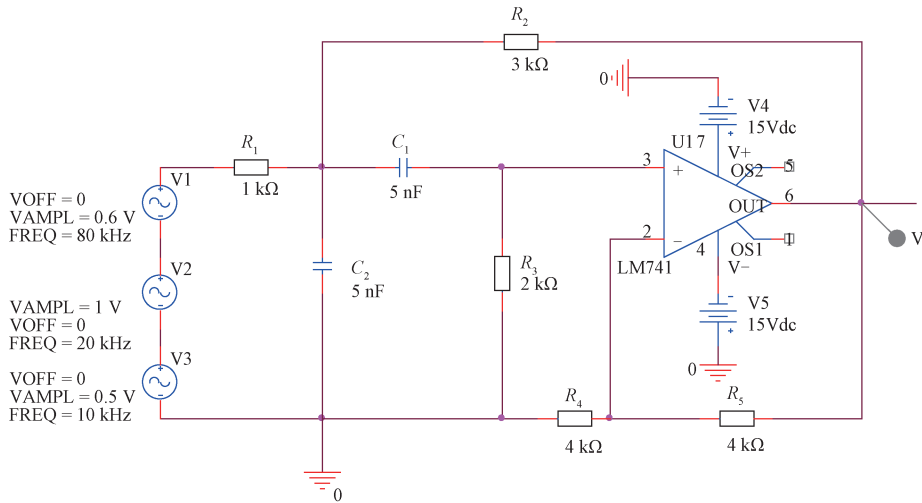 R2
3 kΩ
0
V4
15Vdc
U17
R1
1 kΩ
C1
5 nF
3
+
V+
OS2
5
OUT
6
2
−
4
OS1
1
LM741
V−
V
V1
VOFF = 0
VAMPL = 0.6 V
FREQ = 80 kHz
C2
5 nF
R3
2 kΩ
V2
VAMPL = 1 V
VOFF = 0
FREQ = 20 kHz
V5
15Vdc
0
V3
VOFF = 0
VAMPL = 0.5 V
FREQ = 10 kHz
R4
4 kΩ
R5
4 kΩ
0